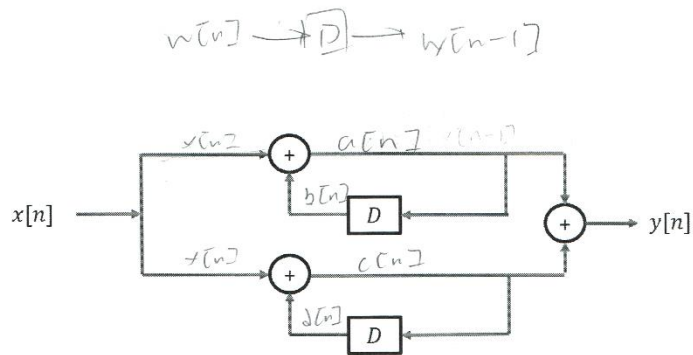 w[n] → D → w[n-1]
x[n] + a[n]
b[n] D
x[n] + y[n]
x[n] + c[n]
d[n] D